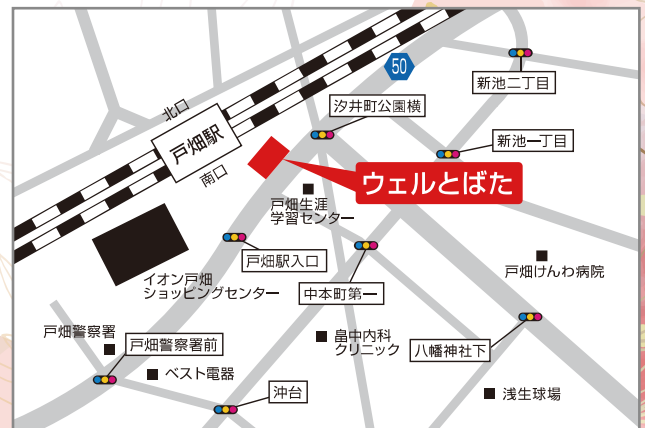 50
新池二丁目
汐井町公園横
北口
戸畑駅
新池一丁目
南口
ウェルとばた
戸畑生涯
学習センター
戸畑駅入口
戸畑けんわ病院
イオン戸畑
ショッピングセンター
中本町第一
戸畑警察署
戸畑警察署前
畠中内科
クリニック
八幡神社下
ベスト電器
沖台
浅生球場